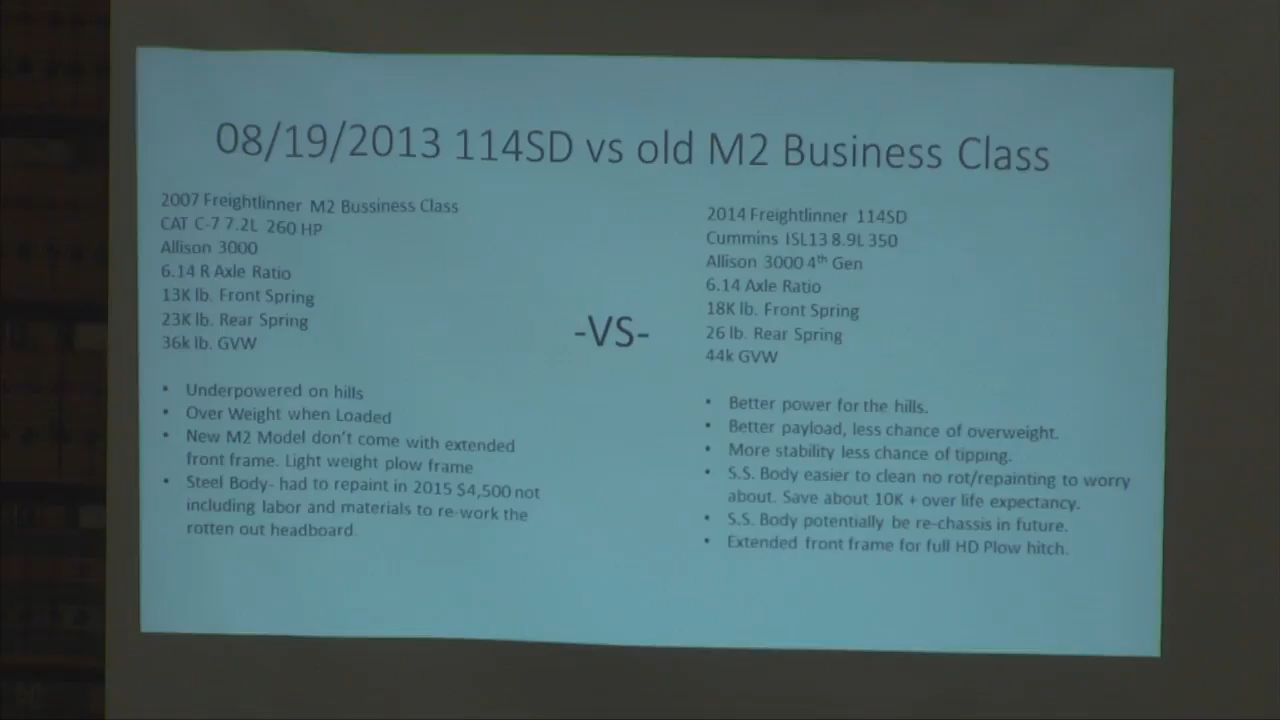 08/19/2013 114SD vs old M2 Business Class
2007 Freightlinner M2 Bussiness Class
CAT C-7 7.2L 260 HP
Allison 3000
6.14 R Axle Ratio
13K lb. Front Spring
23K lb. Rear Spring
36k lb. GVW
• Underpowered on hills
• Over Weight when Loaded
• New M2 Model don't come with extended
front frame. Light weight plow frame
• Steel Body- had to repaint in 2015 $4,500 not
including labor and materials to re-work the
rotten out headboard.
-VS-
2014 Freightlinner 114SD
Cummins ISL13 8.9L 350
Allison 3000 4th Gen
6.14 Axle Ratio
18K lb. Front Spring
26 lb. Rear Spring
44k GVW
• Better power for the hills.
• Better payload, less chance of overweight.
• More stability less chance of tipping.
• S.S. Body easier to clean no rot/repainting to worry
about. Save about 10K + over life expectancy.
• S.S. Body potentially be re-chassis in future.
• Extended front frame for full HD Plow hitch.